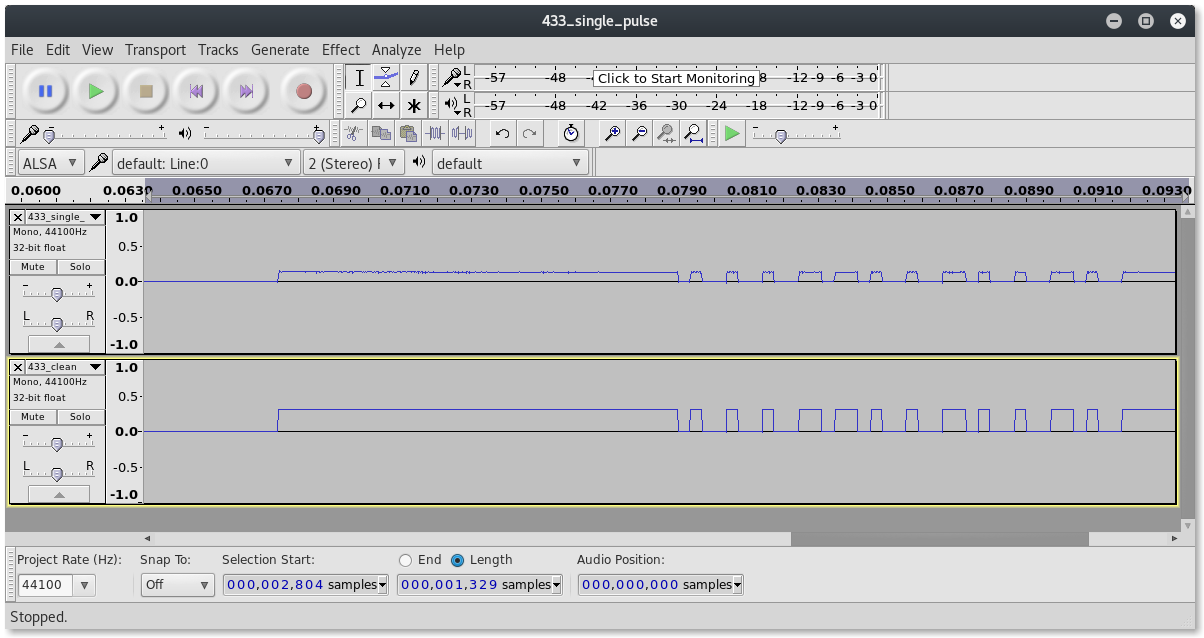 433_single_pulse
File Edit View Transport Tracks Generate Effect Analyze Help
L R -57 -48 -4 Click to Start Monitoring 8 -12 -9 -6 -3 0
L R -57 -48 -42 -36 -30 -24 -18 -12 -9 -6 -3 0
- + - + - +
ALSA default: Line:0 2 (Stereo) default
0.0600 0.0630 0.0650 0.0670 0.0690 0.0710 0.0730 0.0750 0.0770 0.0790 0.0810 0.0830 0.0850 0.0870 0.0890 0.0910 0.0930
433_single_ 1.0
Mono, 44100Hz
32-bit float 0.5
Mute Solo
- + 0.0
L R -0.5
-1.0
433_clean 1.0
Mono, 44100Hz
32-bit float 0.5
Mute Solo
- + 0.0
L R -0.5
-1.0
Project Rate (Hz): Snap To: Selection Start: End Length Audio Position:
44100 Off 000,002,804 samples 000,001,329 samples 000,000,000 samples
Stopped.